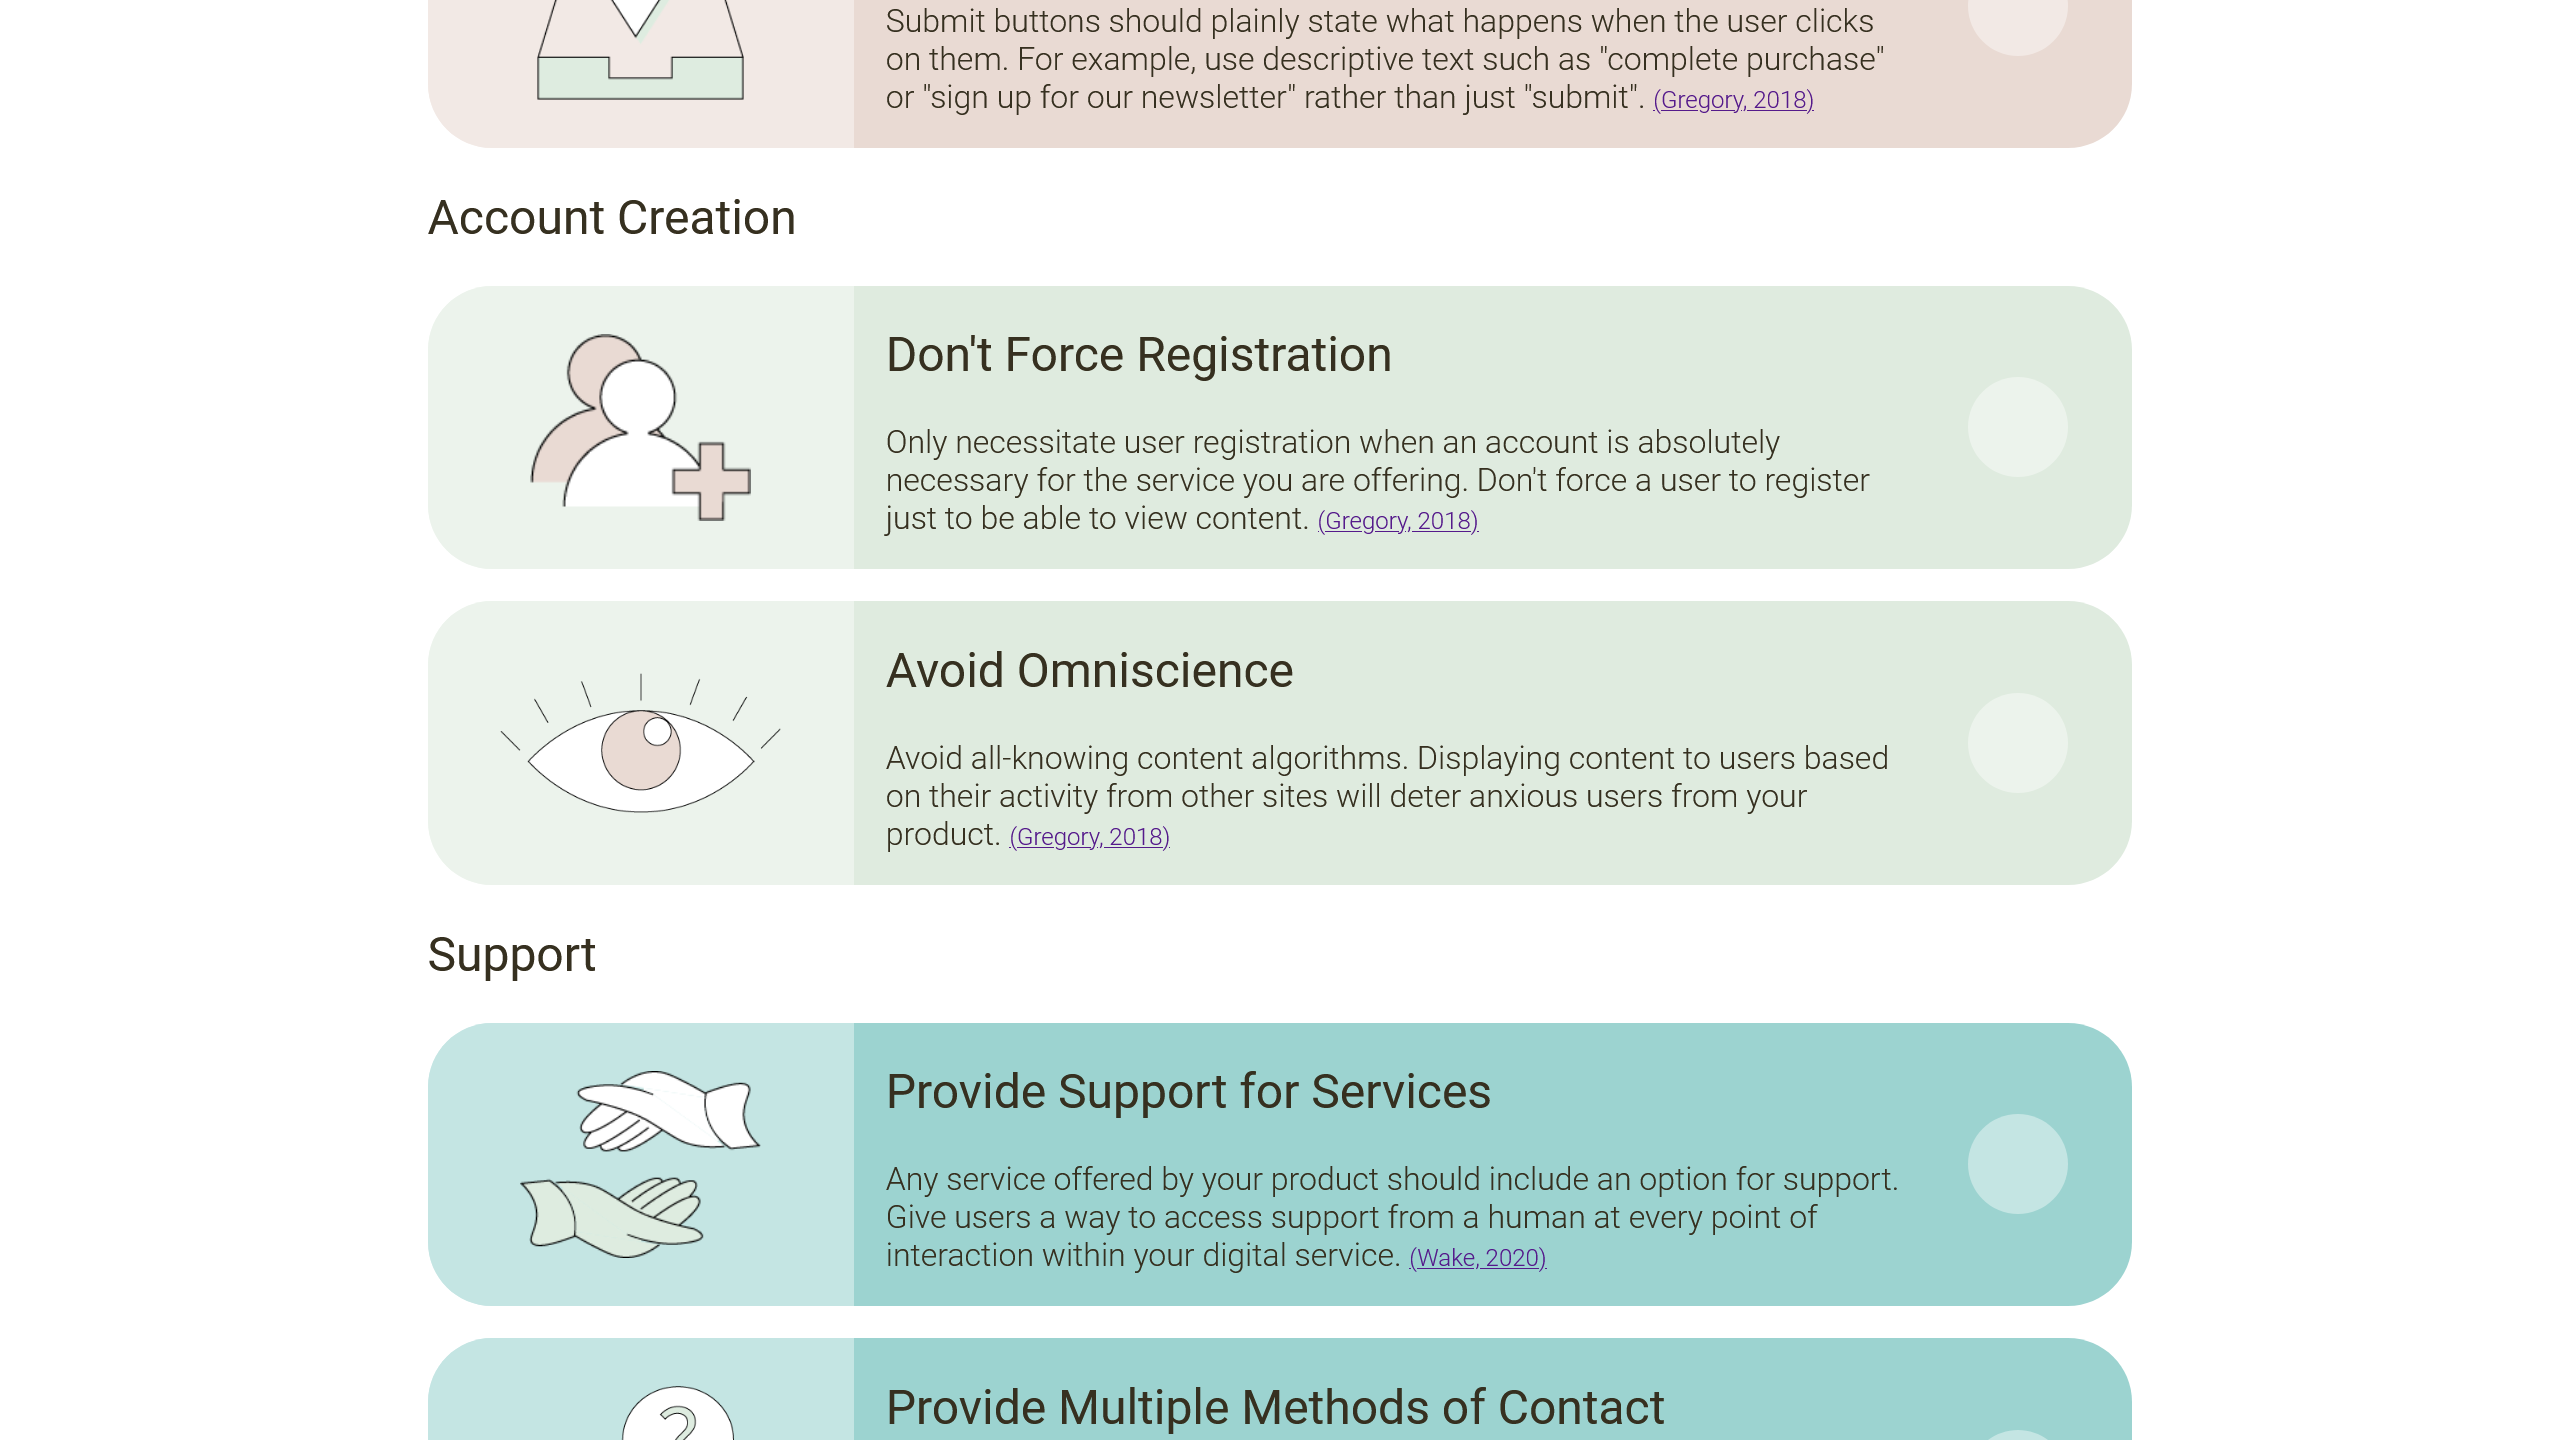 Submit buttons should plainly state what happens when the user clicks
on them. For example, use descriptive text such as "complete purchase"
or "sign up for our newsletter" rather than just "submit". (Gregory, 2018)
Account Creation
Don't Force Registration
Only necessitate user registration when an account is absolutely
necessary for the service you are offering. Don't force a user to register
just to be able to view content. (Gregory, 2018)
Avoid Omniscience
Avoid all-knowing content algorithms. Displaying content to users based
on their activity from other sites will deter anxious users from your
product. (Gregory, 2018)
Support
Provide Support for Services
Any service offered by your product should include an option for support.
Give users a way to access support from a human at every point of
interaction within your digital service. (Wake, 2020)
?
Provide Multiple Methods of Contact